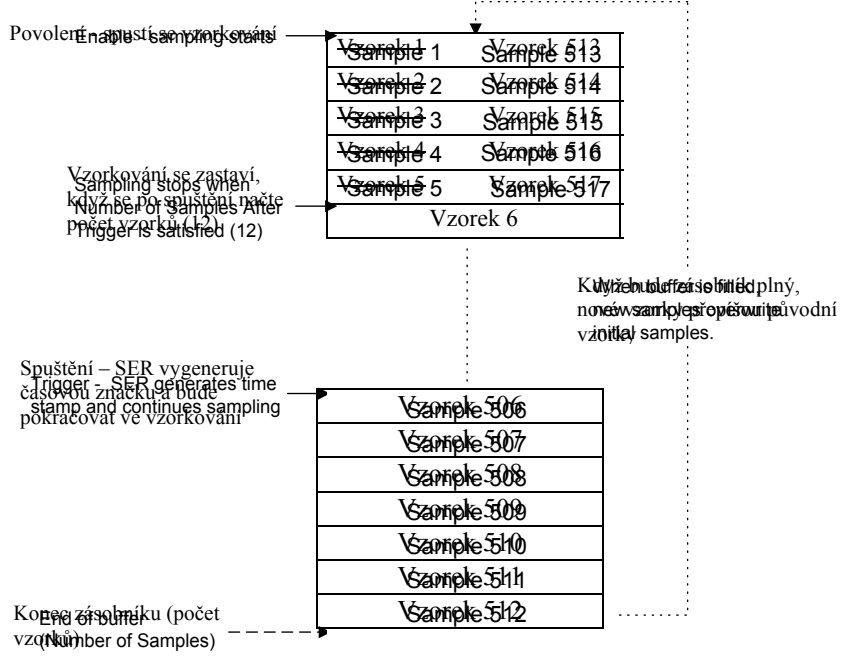 Povolení - spustí se vzorkování
Enable - sampling starts
Vzorek 1 Vzorek 513
Sample 1 Sample 513
Vzorek 2 Vzorek 514
Sample 2 Sample 514
Vzorek 3 Vzorek 515
Sample 3 Sample 515
Vzorek 4 Vzorek 516
Sample 4 Sample 516
Vzorek 5 Vzorek 517
Sample 5 Sample 517
Vzorek 6
Vzorkování se zastaví,
když se po spuštění načte
počet vzorků (12)
Sampling stops when
Number of Samples After
Trigger is satisfied (12)
Když bude zásobník plný,
nové vzorky přepíšou původní
vzorky
When buffer is filled,
new samples overwrite
initial samples.
Spuštění – SER vygeneruje
časovou značku a bude
pokračovat ve vzorkování
Trigger - SER generates time
stamp and continues sampling
Vzorek 506
Sample 506
Vzorek 507
Sample 507
Vzorek 508
Sample 508
Vzorek 509
Sample 509
Vzorek 510
Sample 510
Vzorek 511
Sample 511
Vzorek 512
Sample 512
Konec zásobníku (počet
vzorků)
End of buffer
(Number of Samples)